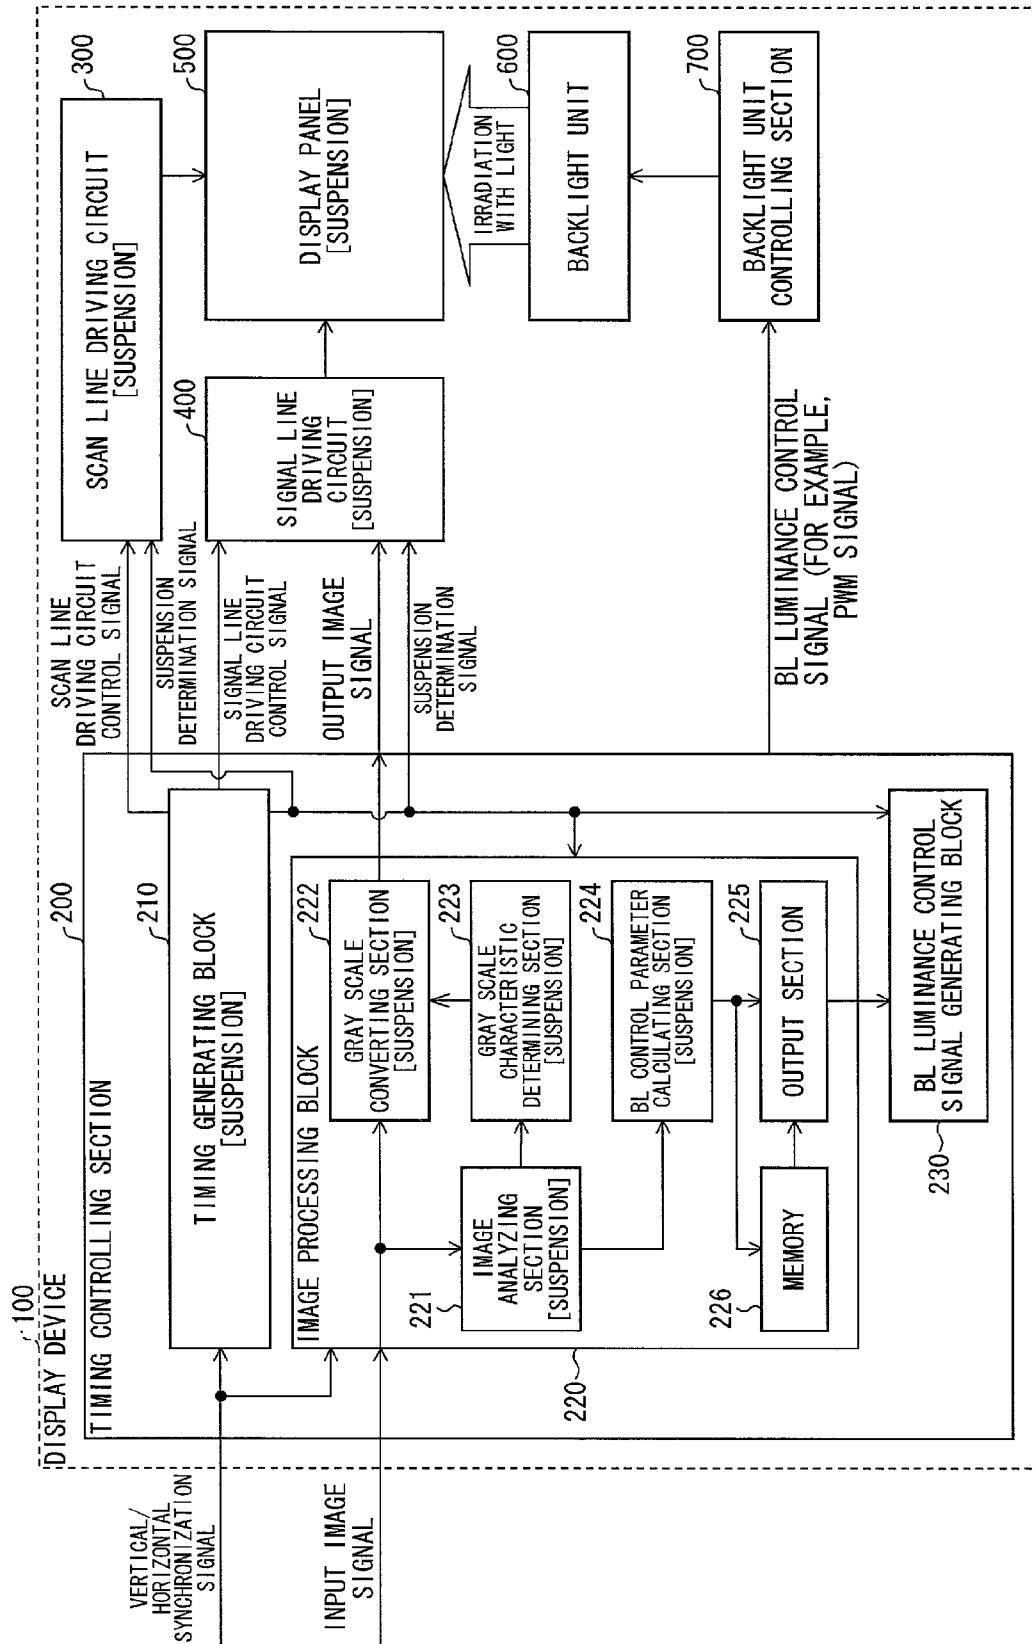 100
DISPLAY DEVICE
200
TIMING CONTROLLING SECTION
VERTICAL/
HORIZONTAL
SYNCHRONIZATION
SIGNAL
INPUT IMAGE
SIGNAL
210
TIMING GENERATING BLOCK
[SUSPENSION]
IMAGE PROCESSING BLOCK
220
221
IMAGE
ANALYZING
SECTION
[SUSPENSION]
222
GRAY SCALE
CONVERTING SECTION
[SUSPENSION]
223
GRAY SCALE
CHARACTERISTIC
DETERMINING SECTION
[SUSPENSION]
224
BL CONTROL PARAMETER
CALCULATING SECTION
[SUSPENSION]
225
OUTPUT SECTION
226
MEMORY
230
BL LUMINANCE CONTROL
SIGNAL GENERATING BLOCK
SCAN LINE
DRIVING CIRCUIT
CONTROL SIGNAL
SUSPENSION
DETERMINATION SIGNAL
SIGNAL LINE
DRIVING CIRCUIT
CONTROL SIGNAL
OUTPUT IMAGE
SIGNAL
SUSPENSION
DETERMINATION
SIGNAL
BL LUMINANCE CONTROL
SIGNAL (FOR EXAMPLE,
PWM SIGNAL)
300
SCAN LINE DRIVING CIRCUIT
[SUSPENSION]
400
SIGNAL LINE
DRIVING
CIRCUIT
[SUSPENSION]
500
DISPLAY PANEL
[SUSPENSION]
IRRADIATION
WITH LIGHT
600
BACKLIGHT UNIT
700
BACKLIGHT UNIT
CONTROLLING SECTION